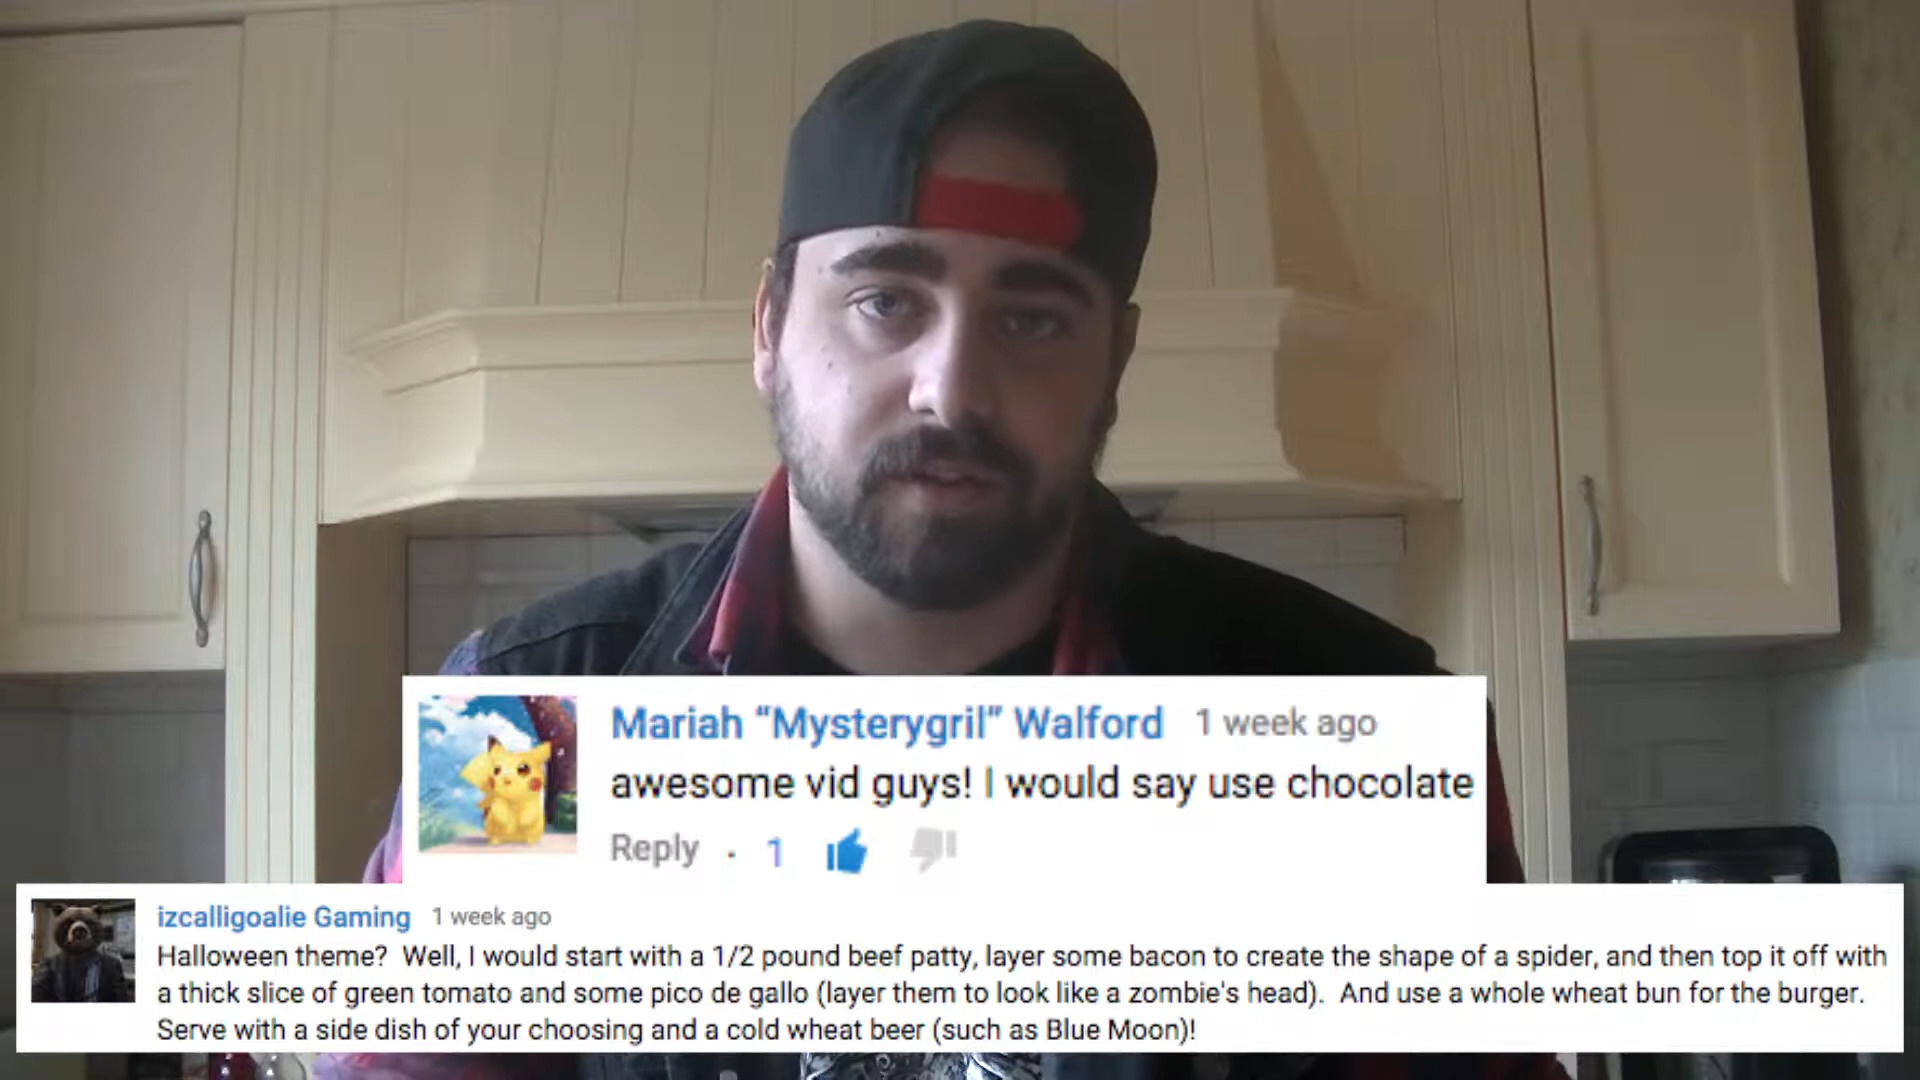 Mariah “Mysterygril” Walford 1 week ago
awesome vid guys! I would say use chocolate
Reply · 1
izcalligoalie Gaming 1 week ago
Halloween theme? Well, I would start with a 1/2 pound beef patty, layer some bacon to create the shape of a spider, and then top it off with
a thick slice of green tomato and some pico de gallo (layer them to look like a zombie's head). And use a whole wheat bun for the burger.
Serve with a side dish of your choosing and a cold wheat beer (such as Blue Moon)!